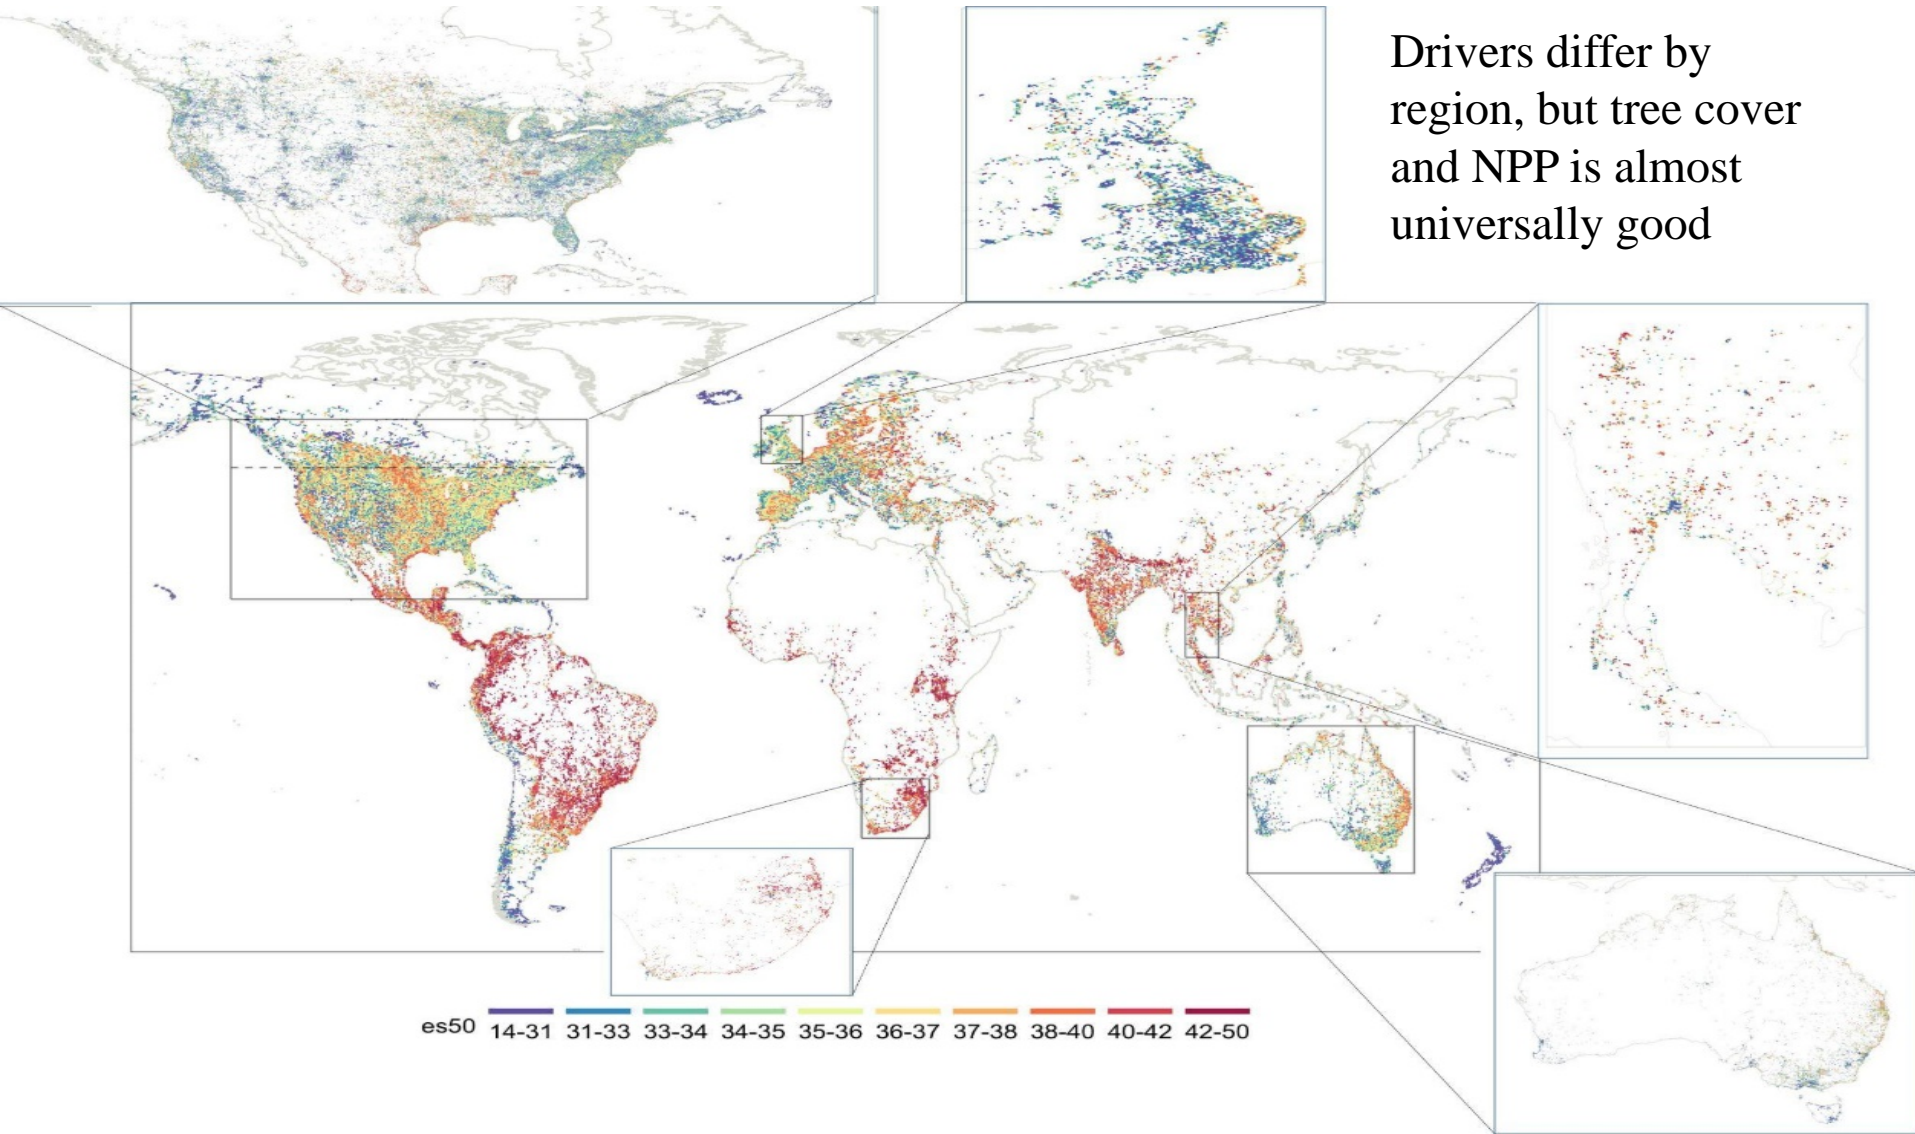 Drivers differ by
region, but tree cover
and NPP is almost
universally good
es50 14-31 31-33 33-34 34-35 35-36 36-37 37-38 38-40 40-42 42-50